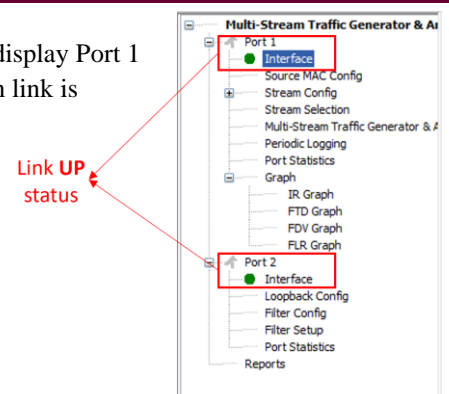 display Port 1
link is
Link UP
status
Multi-Stream Traffic Generator &
Port 1
Interface
Source MAC Config
Stream Config
Stream Selection
Multi-Stream Traffic Generator &
Periodic Logging
Port Statistics
Graph
IR Graph
FTD Graph
FDV Graph
FLR Graph
Port 2
Interface
Loopback Config
Filter Config
Filter Setup
Port Statistics
Reports